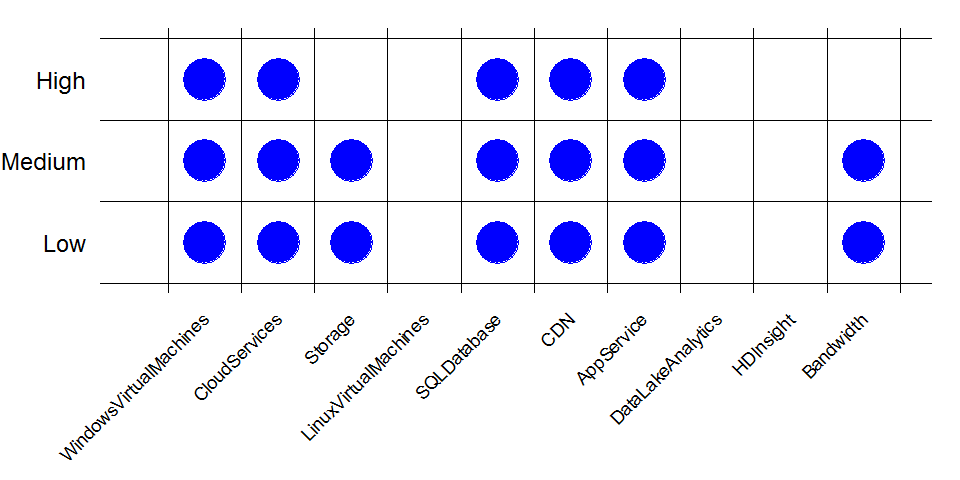 High
Medium
Low
WindowsVirtualMachines
CloudServices
Storage
LinuxVirtualMachines
SQLDatabase
CDN
AppService
DataLakeAnalytics
HDInsight
Bandwidth